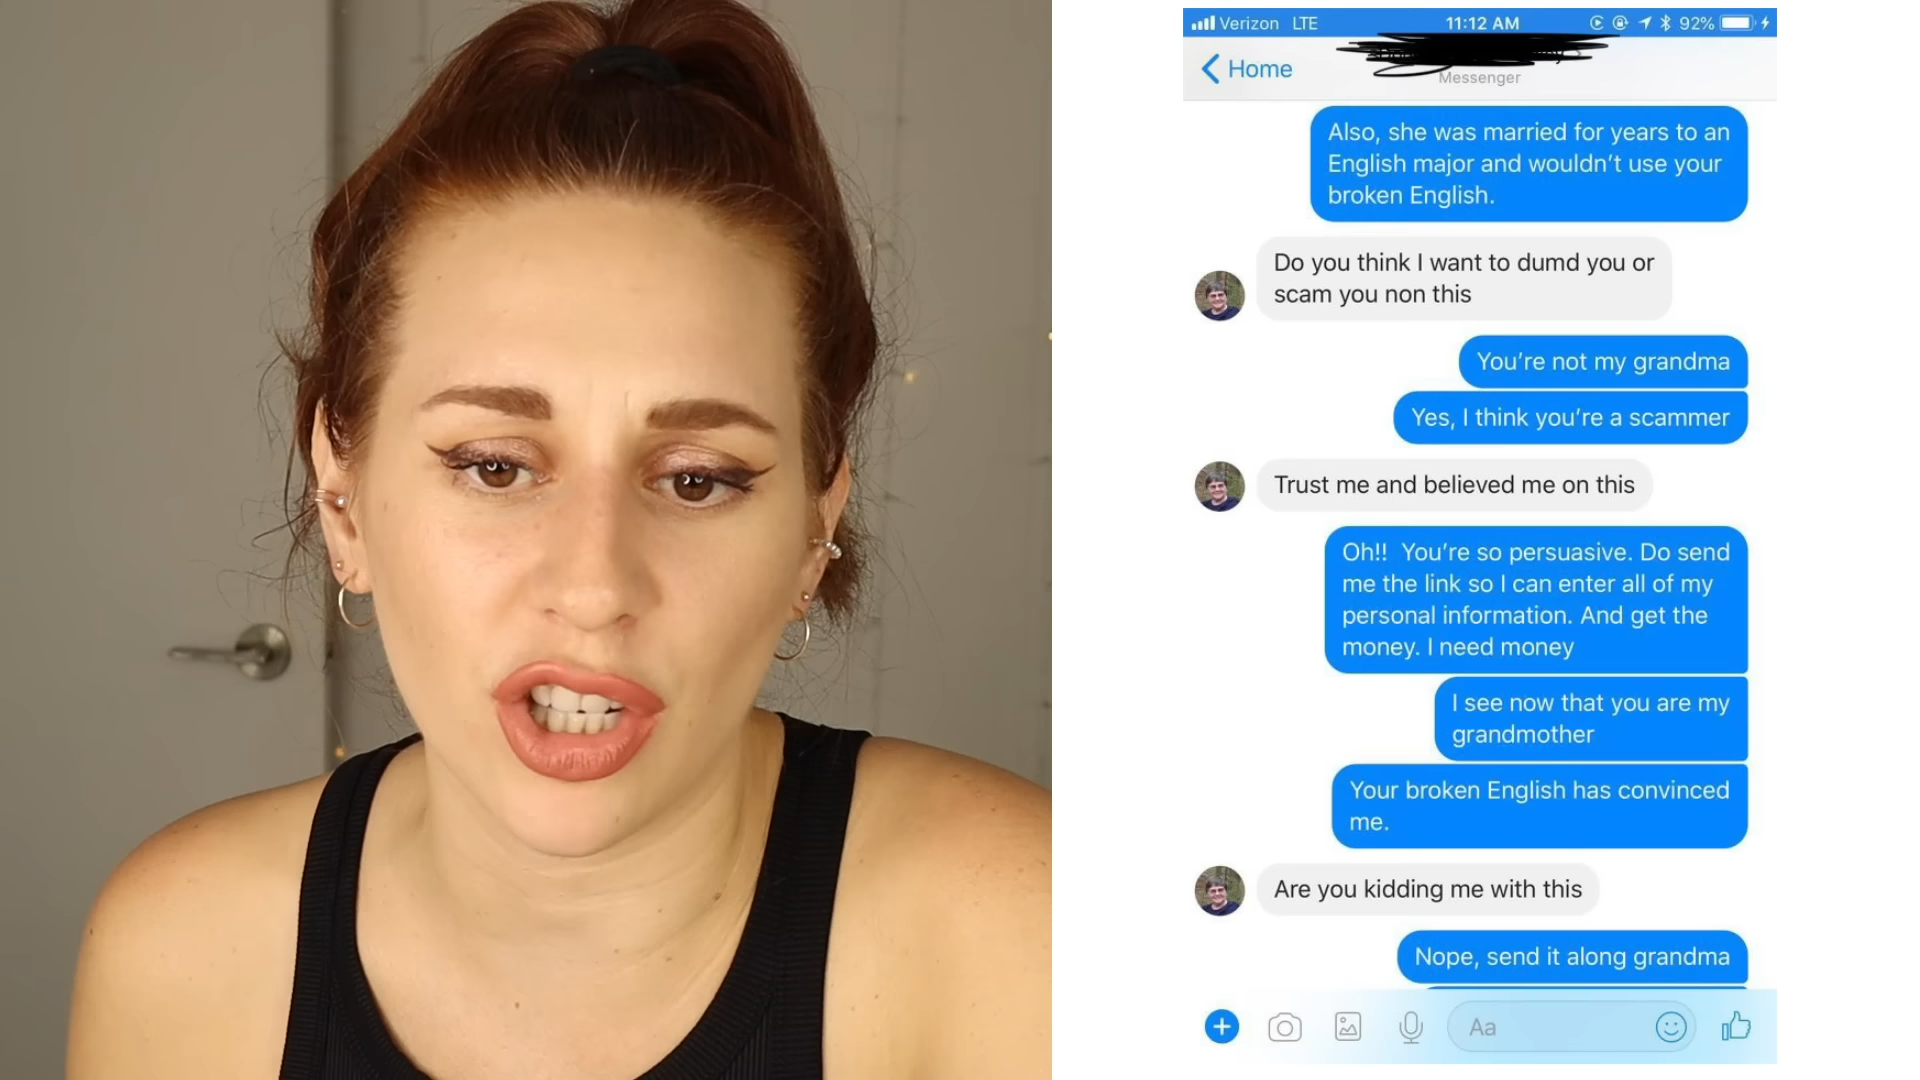 Verizon LTE 11:12 AM 92%
Home
Messenger
Also, she was married for years to an
English major and wouldn't use your
broken English.
Do you think I want to dumd you or
scam you non this
You're not my grandma
Yes, I think you're a scammer
Trust me and believed me on this
Oh!! You're so persuasive. Do send
me the link so I can enter all of my
personal information. And get the
money. I need money
I see now that you are my
grandmother
Your broken English has convinced
me.
Are you kidding me with this
Nope, send it along grandma
Aa